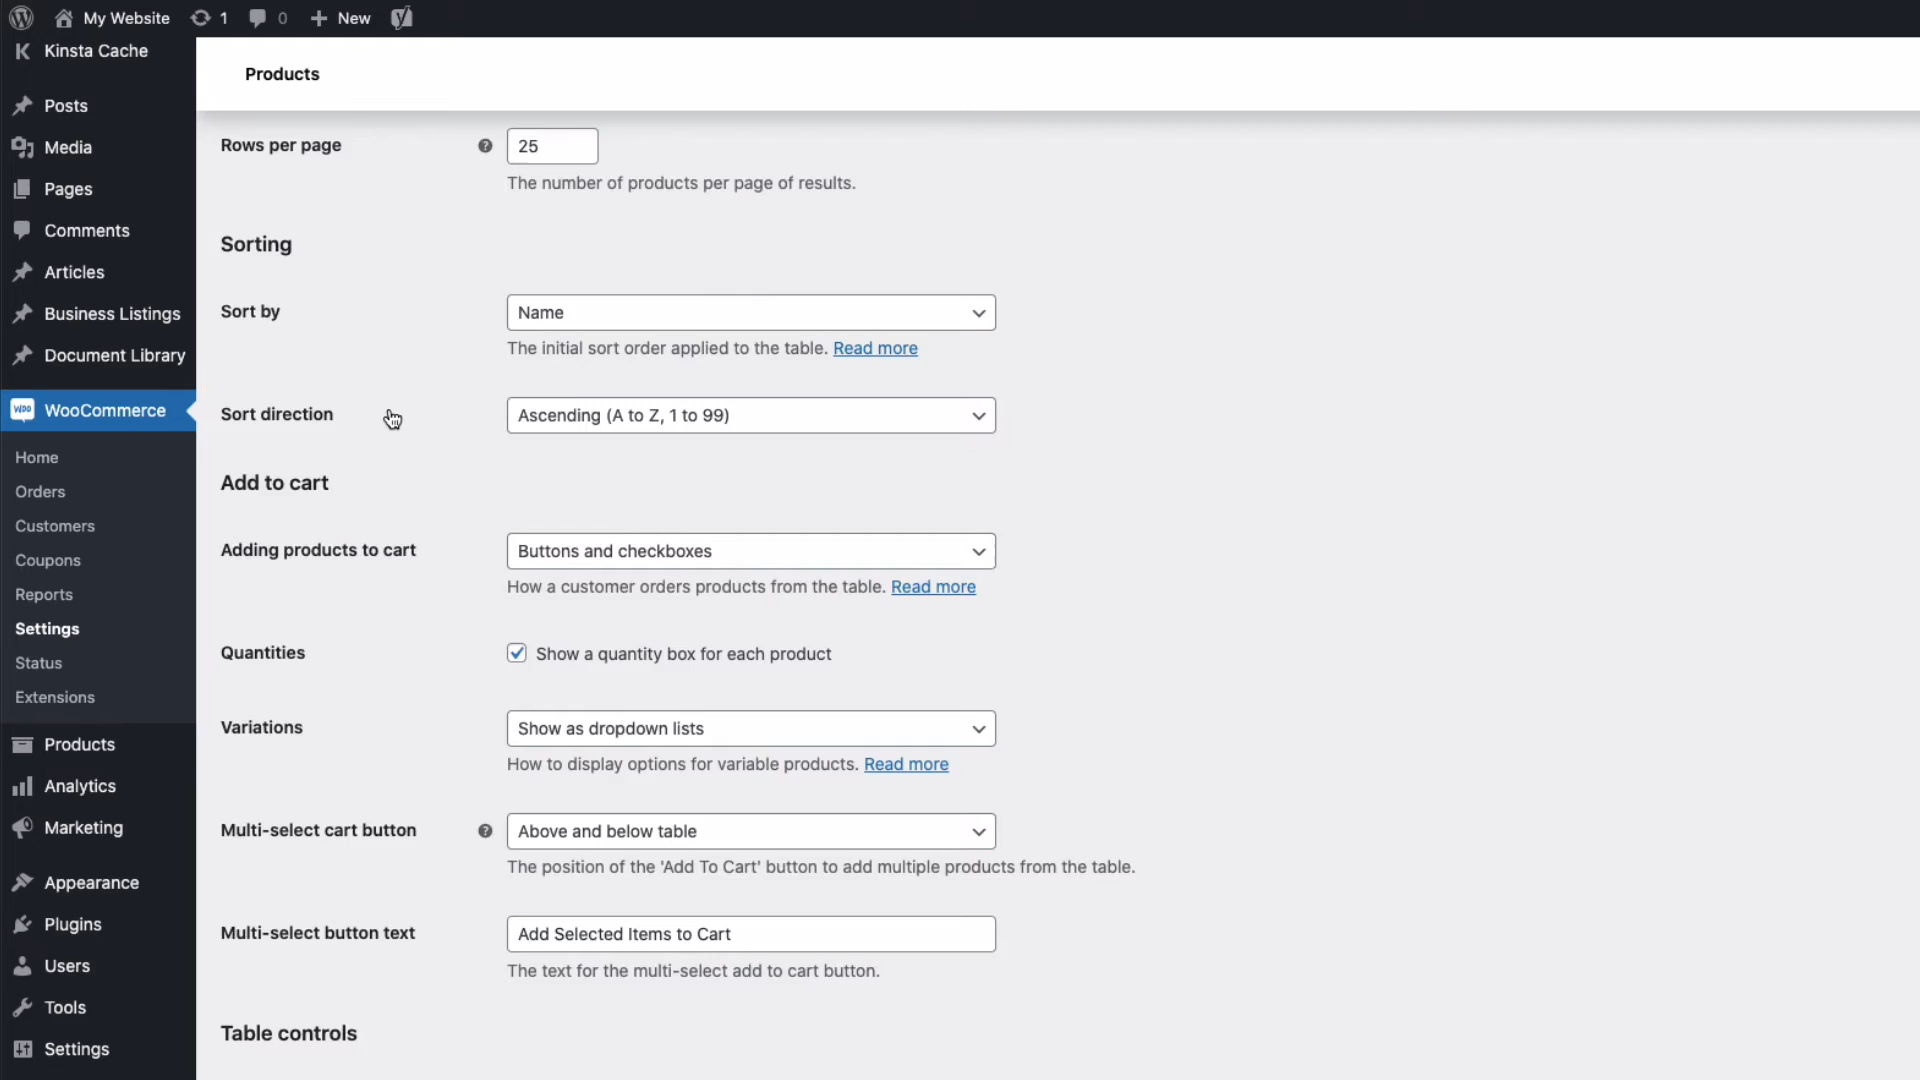 My Website
1
0
New
Kinsta Cache
Posts
Media
Pages
Comments
Articles
Business Listings
Document Library
WooCommerce
Home
Orders
Customers
Coupons
Reports
Settings
Status
Extensions
Products
Analytics
Marketing
Appearance
Plugins
Users
Tools
Settings
Products
Rows per page
25
The number of products per page of results.
Sorting
Sort by
Name
The initial sort order applied to the table. Read more
Sort direction
Ascending (A to Z, 1 to 99)
Add to cart
Adding products to cart
Buttons and checkboxes
How a customer orders products from the table. Read more
Quantities
Show a quantity box for each product
Variations
Show as dropdown lists
How to display options for variable products. Read more
Multi-select cart button
Above and below table
The position of the 'Add To Cart' button to add multiple products from the table.
Multi-select button text
Add Selected Items to Cart
The text for the multi-select add to cart button.
Table controls